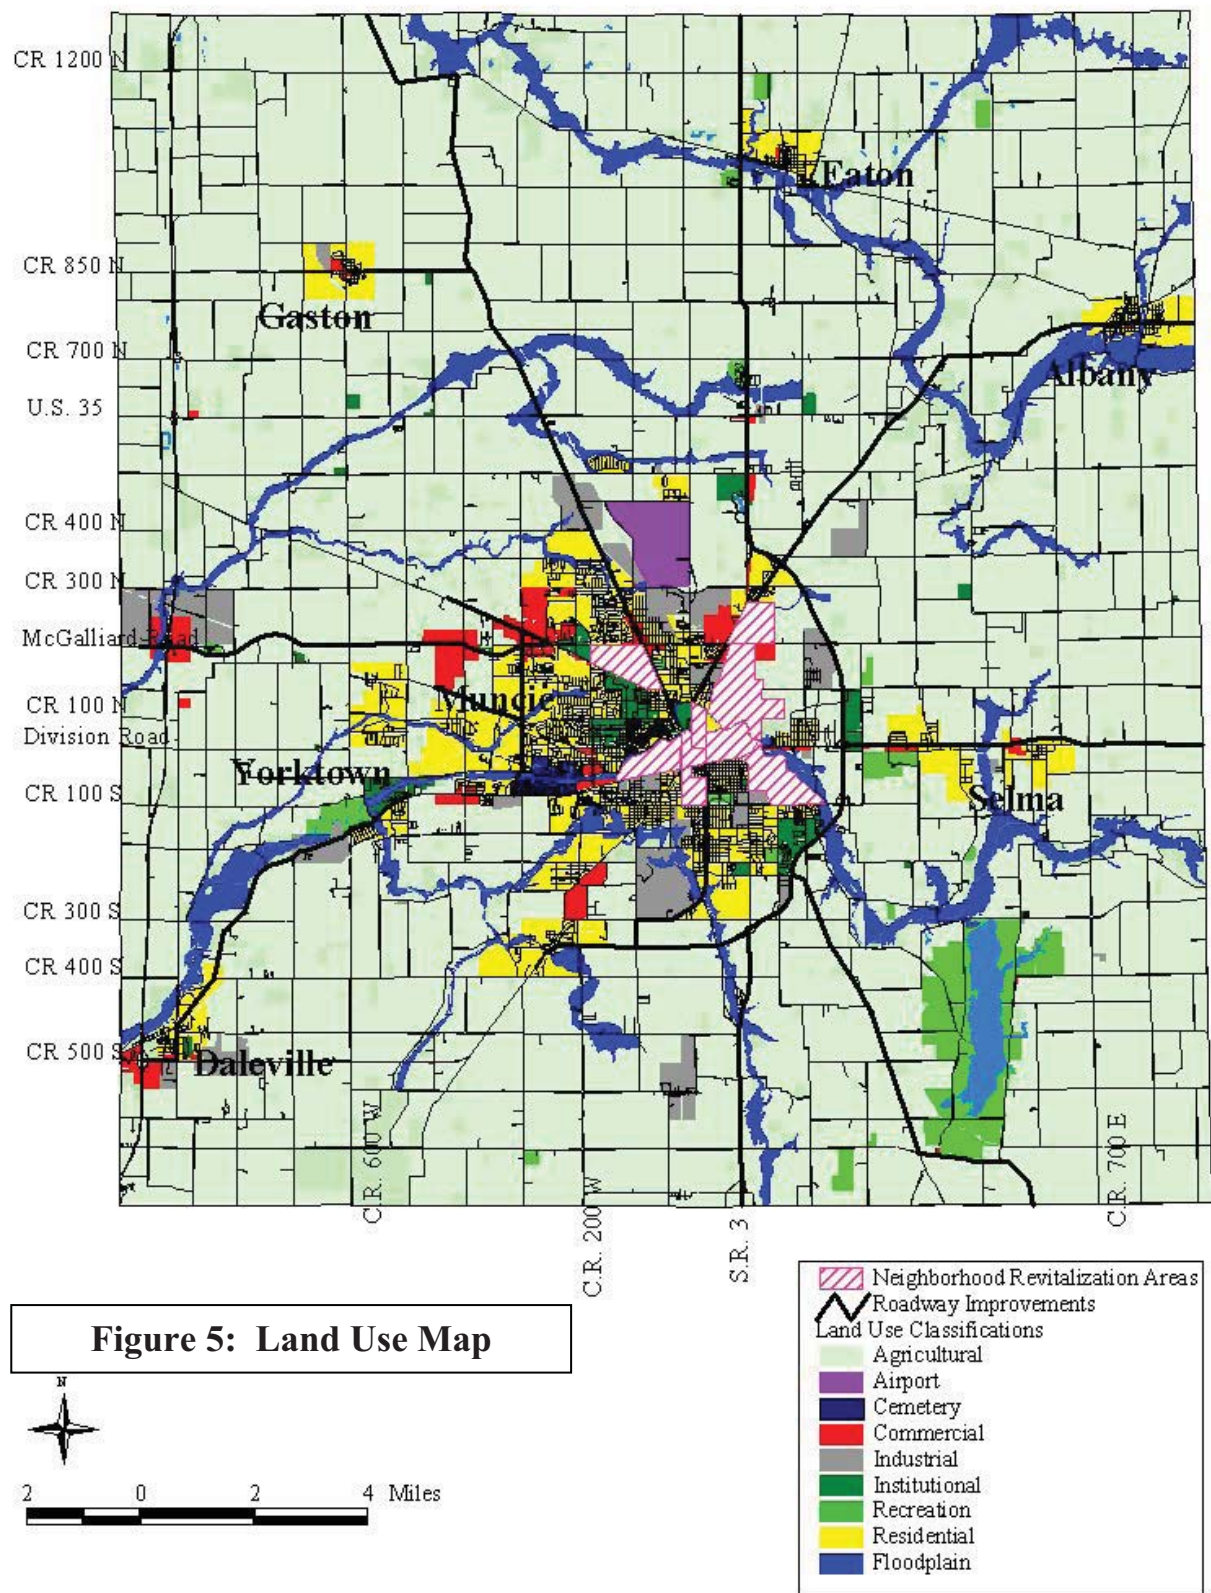 CR 1200 N
Eaton
CR 850 N
Gaston
CR 700 N
Albany
U.S. 35
CR 400 N
CR 300 N
McGalliard Road
CR 100 N
Muncie
Division Road
Yorktown
CR 100 S
Selma
CR 300 S
CR 400 S
CR 500 S
Daleville
C.R. 600 W
C.R. 200 W
S.R. 3
C.R. 700 E
Figure 5: Land Use Map
N
2 0 2 4 Miles
Neighborhood Revitalization Areas
Roadway Improvements
Land Use Classifications
Agricultural
Airport
Cemetery
Commercial
Industrial
Institutional
Recreation
Residential
Floodplain